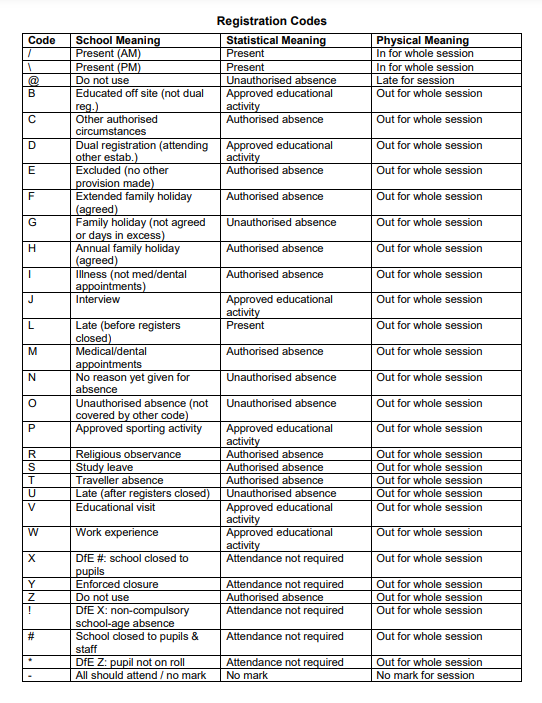 Registration Codes
Code School Meaning Statistical Meaning Physical Meaning
/ Present (AM) Present In for whole session
\ Present (PM) Present In for whole session
@ Do not use Unauthorised absence Late for session
B Educated off site (not dual Approved educational Out for whole session
reg.) activity
C Other authorised Authorised absence Out for whole session
circumstances
D Dual registration (attending Approved educational Out for whole session
other estab.) activity
E Excluded (no other Authorised absence Out for whole session
provision made)
F Extended family holiday Authorised absence Out for whole session
(agreed)
G Family holiday (not agreed Unauthorised absence Out for whole session
or days in excess)
H Annual family holiday Authorised absence Out for whole session
(agreed)
I Illness (not med/dental Authorised absence Out for whole session
appointments)
J Interview Approved educational Out for whole session
activity
L Late (before registers Present Out for whole session
closed)
M Medical/dental Authorised absence Out for whole session
appointments
N No reason yet given for Unauthorised absence Out for whole session
absence
O Unauthorised absence (not Unauthorised absence Out for whole session
covered by other code)
P Approved sporting activity Approved educational Out for whole session
activity
R Religious observance Authorised absence Out for whole session
S Study leave Authorised absence Out for whole session
T Traveller absence Authorised absence Out for whole session
U Late (after registers closed) Unauthorised absence Out for whole session
V Educational visit Approved educational Out for whole session
activity
W Work experience Approved educational Out for whole session
activity
X DfE #: school closed to Attendance not required Out for whole session
pupils
Y Enforced closure Attendance not required Out for whole session
Z Do not use Authorised absence Out for whole session
! DfE X: non-compulsory Attendance not required Out for whole session
school-age absence
# School closed to pupils & Attendance not required Out for whole session
staff
* DfE Z: pupil not on roll Attendance not required Out for whole session
- All should attend / no mark No mark No mark for session